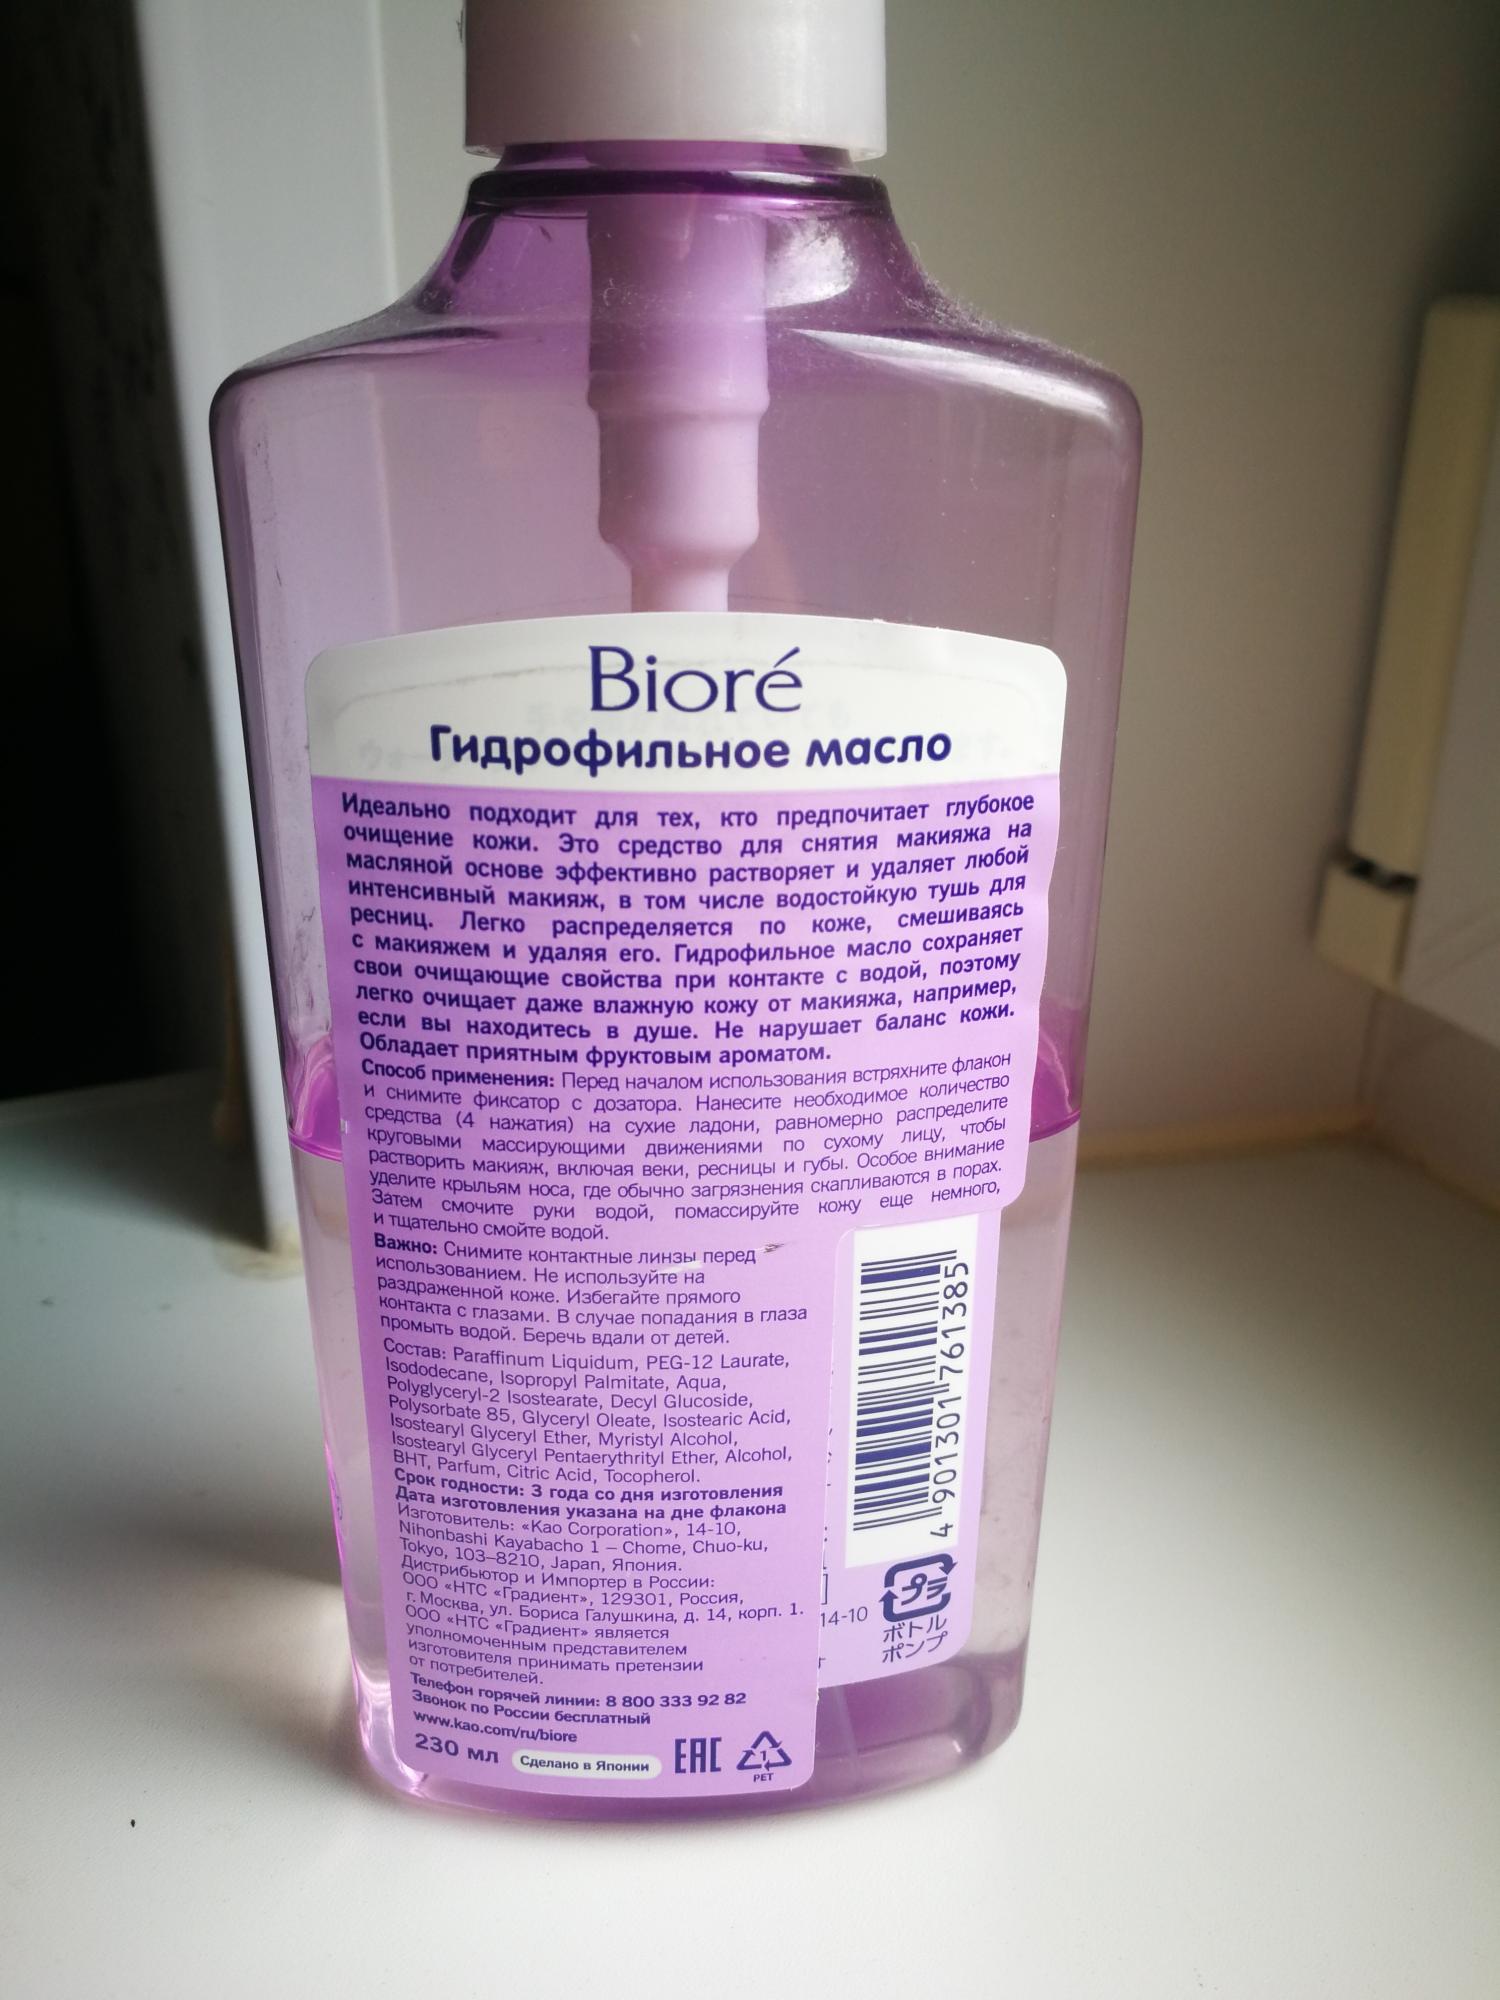 Bioré
Гидрофильное масло
Идеально подходит для тех, кто предпочитает глубокое
очищение кожи. Это средство для снятия макияжа на
масляной основе эффективно растворяет и удаляет любой
интенсивный макияж, в том числе водостойкую тушь для
ресниц. Легко распределяется по коже, смешиваясь
с макияжем и удаляя его. Гидрофильное масло сохраняет
свои очищающие свойства при контакте с водой, поэтому
легко очищает даже влажную кожу от макияжа, например,
если вы находитесь в душе. Не нарушает баланс кожи.
Обладает приятным фруктовым ароматом.
Способ применения: Перед началом использования встряхните флакон
и снимите фиксатор с дозатора. Нанесите необходимое количество
средства (4 нажатия) на сухие ладони, равномерно распределите
круговыми массирующими движениями по сухому лицу, чтобы
растворить макияж, включая веки, ресницы и губы. Особое внимание
уделите крыльям носа, где обычно загрязнения скапливаются в порах.
Затем смочите руки водой, помассируйте кожу еще немного,
и тщательно смойте водой.
Важно: Снимите контактные линзы перед
использованием. Не используйте на
раздраженной коже. Избегайте прямого
контакта с глазами. В случае попадания в глаза
промыть водой. Беречь вдали от детей.
Состав: Paraffinum Liquidum, PEG-12 Laurate,
Isododecane, Isopropyl Palmitate, Aqua,
Polyglyceryl-2 Isostearate, Decyl Glucoside,
Polysorbate 85, Glyceryl Oleate, Isostearic Acid,
Isostearyl Glyceryl Ether, Myristyl Alcohol,
Isostearyl Glyceryl Pentaerythrityl Ether, Alcohol,
BHT, Parfum, Citric Acid, Tocopherol.
Срок годности: 3 года со дня изготовления
Дата изготовления указана на дне флакона
Изготовитель: «Kao Corporation», 14-10,
Nihonbashi Kayabacho 1 – Chome, Chuo-ku,
Tokyo, 103–8210, Japan, Япония.
Дистрибьютор и Импортер в России:
ООО «НТС «Градиент», 129301, Россия,
г. Москва, ул. Бориса Галушкина, д. 14, корп. 1.
ООО «НТС «Градиент» является
уполномоченным представителем
изготовителя принимать претензии
от потребителей.
Телефон горячей линии: 8 800 333 92 82
Звонок по России бесплатный
www.kao.com/ru/biore
230 мл Сделано в Японии EAC 1
PET
4 901301 761385
プラ
14-10
ボトル
ポンプ